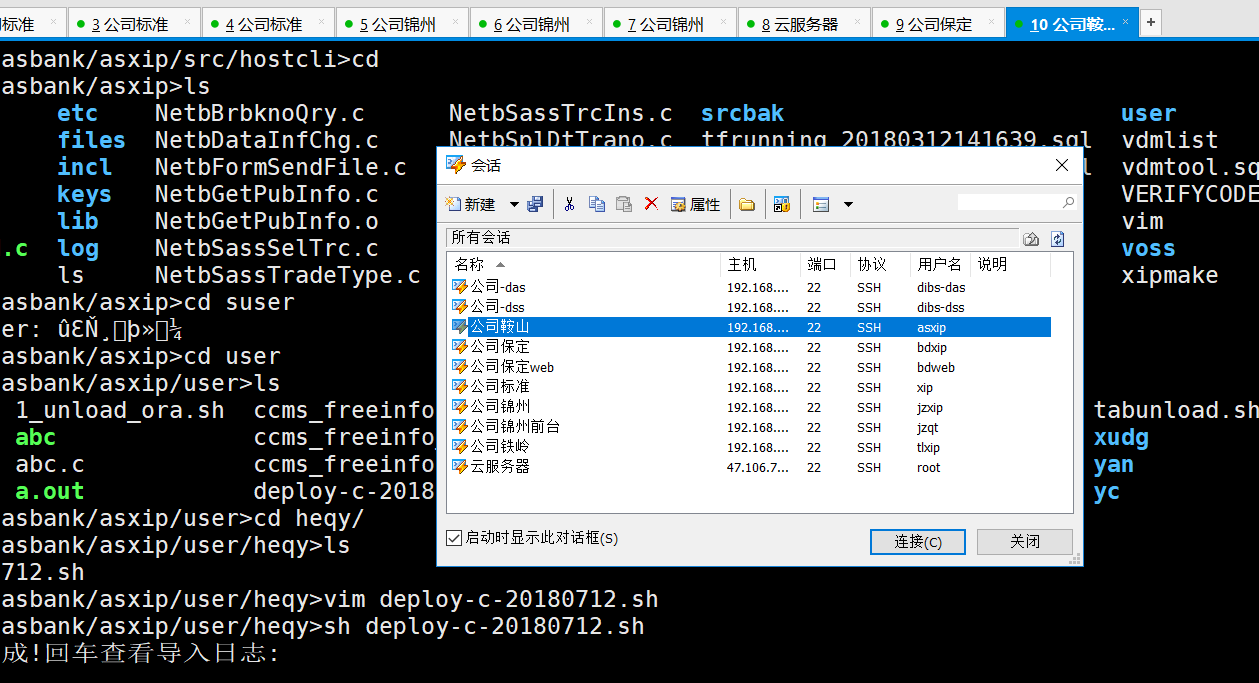 标准 3 公司标准 4 公司标准 5 公司锦州 6 公司锦州 7 公司锦州 8 云服务器 9 公司保定 10 公司鞍... +
asbank/asxip/src/hostcli>cd
asbank/asxip>ls
etc NetbBrbknoQry.c NetbSassTrcIns.c srcbak user
files NetbDataInfChg.c NetbSplDtTrano.c tfrunning_20180312141639.sql vdmlist
incl NetbFormSendFile.c vdmtool.sq
keys NetbGetPubInfo.c VERIFYCODE
lib NetbGetPubInfo.o vim
.c log NetbSassSelTrc.c voss
ls NetbSassTradeType.c xipmake
asbank/asxip>cd suser
asbank/asxip>cd user
asbank/asxip/user>ls
1_unload_ora.sh ccms_freeinfo tabunload.sh
abc ccms_freeinfo xudg
abc.c ccms_freeinfo yan
a.out deploy-c-2018 yc
asbank/asxip/user>cd heqy/
asbank/asxip/user/heqy>ls
712.sh
asbank/asxip/user/heqy>vim deploy-c-20180712.sh
asbank/asxip/user/heqy>sh deploy-c-20180712.sh
成!回车查看导入日志:
会话
新建 属性
所有会话
名称 主机 端口 协议 用户名 说明
公司-das 192.168.... 22 SSH dibs-das
公司-dss 192.168.... 22 SSH dibs-dss
公司鞍山 192.168.... 22 SSH asxip
公司保定 192.168.... 22 SSH bdxip
公司保定web 192.168.... 22 SSH bdweb
公司标准 192.168.... 22 SSH xip
公司锦州 192.168.... 22 SSH jzxip
公司锦州前台 192.168.... 22 SSH jzqt
公司铁岭 192.168.... 22 SSH tlxip
云服务器 47.106.7... 22 SSH root
启动时显示此对话框(S)
连接(C) 关闭